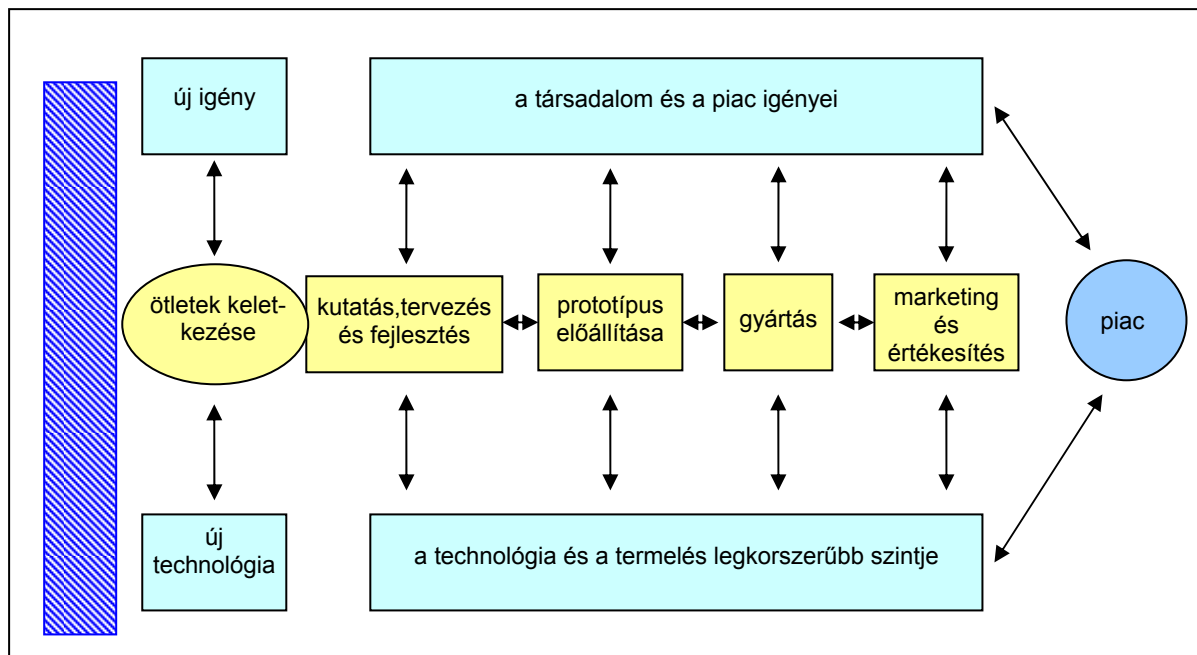 új igény
a társadalom és a piac igényei
ötletek kelet-
kezése
kutatás,tervezés
és fejlesztés
prototípus
előállítása
gyártás
marketing
és
értékesítés
piac
új
technológia
a technológia és a termelés legkorszerűbb szintje